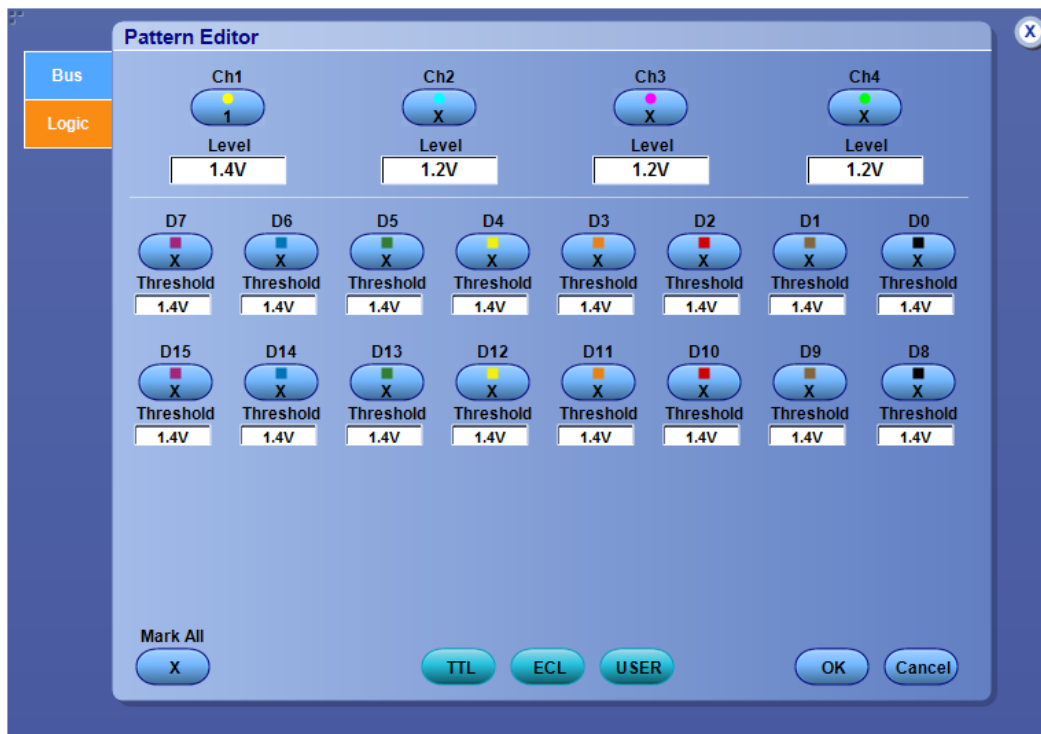 Pattern Editor
X
Bus
Logic
Ch1 Ch2 Ch3 Ch4
1 X X X
Level Level Level Level
1.4V 1.2V 1.2V 1.2V
D7 D6 D5 D4 D3 D2 D1 D0
X X X X X X X X
Threshold Threshold Threshold Threshold Threshold Threshold Threshold Threshold
1.4V 1.4V 1.4V 1.4V 1.4V 1.4V 1.4V 1.4V
D15 D14 D13 D12 D11 D10 D9 D8
X X X X X X X X
Threshold Threshold Threshold Threshold Threshold Threshold Threshold Threshold
1.4V 1.4V 1.4V 1.4V 1.4V 1.4V 1.4V 1.4V
Mark All
X TTL ECL USER OK Cancel